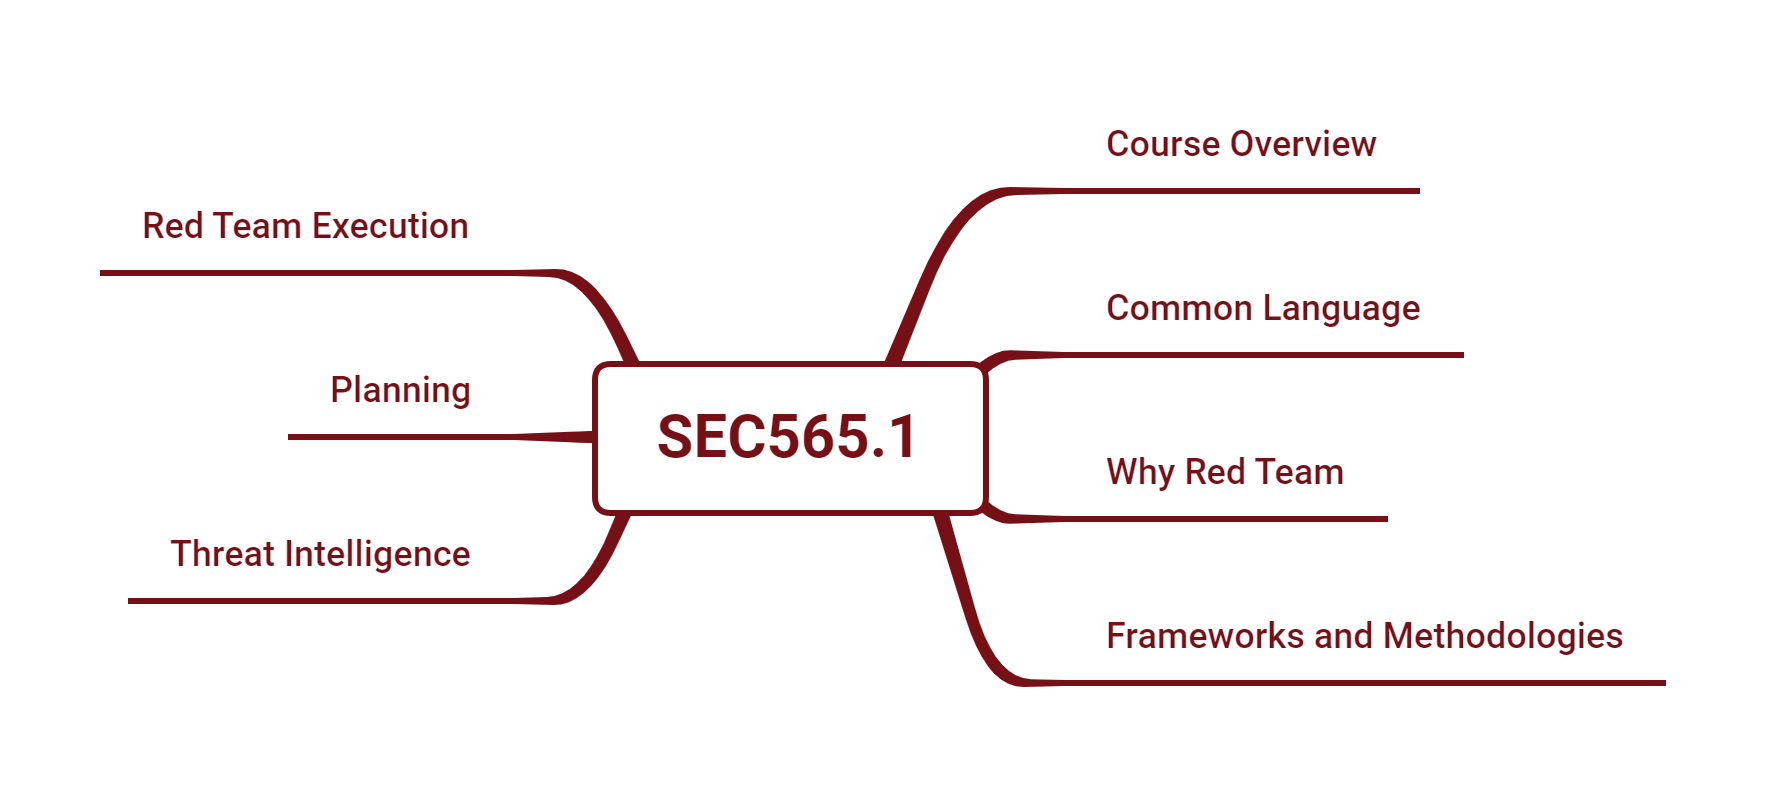 Course Overview
Red Team Execution
Common Language
Planning
SEC565.1
Why Red Team
Threat Intelligence
Frameworks and Methodologies